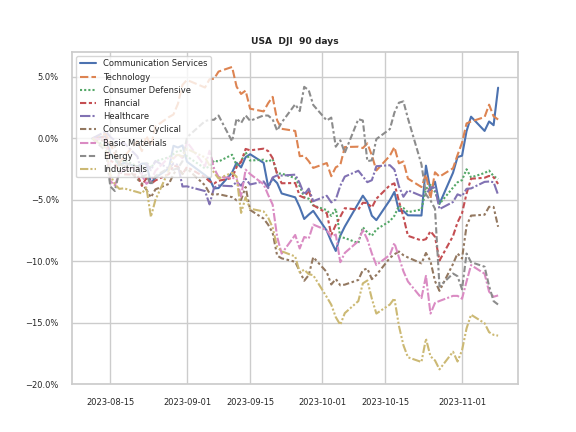 USA DJI 90 days
Communication Services
Technology
Consumer Defensive
Financial
Healthcare
Consumer Cyclical
Basic Materials
Energy
Industrials
5.0%
0.0%
−5.0%
−10.0%
−15.0%
−20.0%
2023-08-15
2023-09-01
2023-09-15
2023-10-01
2023-10-15
2023-11-01